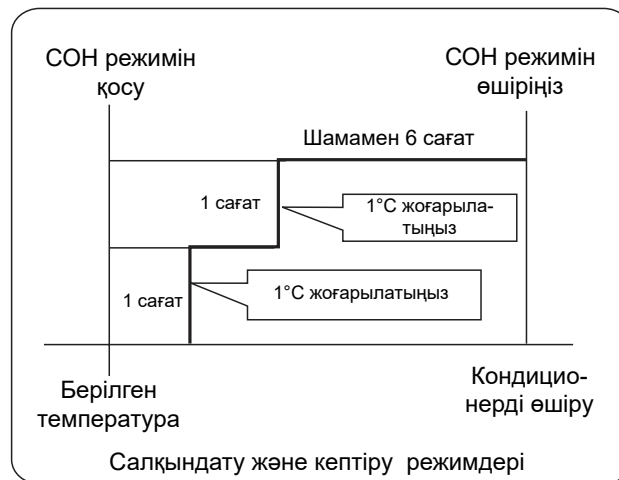 СОН режимін
қосу
СОН режимін
өшіріңіз
Шамамен 6 сағат
1 сағат
1°C жоғарыла-
тыңыз
1 сағат
1°C жоғарылатыңыз
Берілген
температура
Кондицио-
нерді өшіру
Салқындату және кептіру режимдері